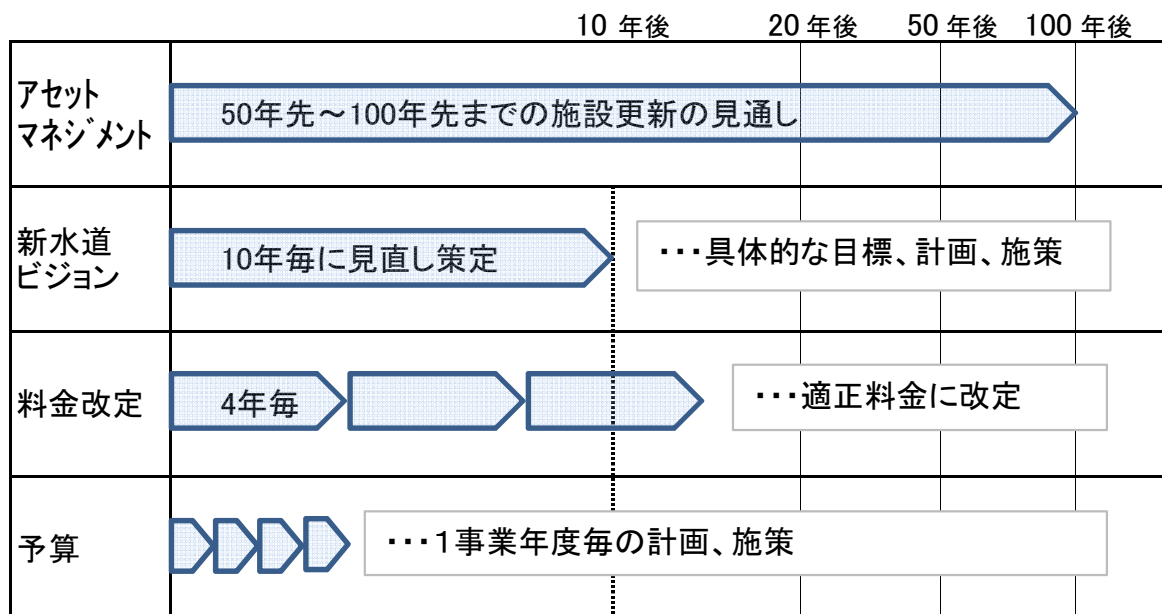 10 年後 20 年後 50 年後 100 年後
アセット
マネジメント
50年先～100年先までの施設更新の見通し
新水道
ビジョン
10年毎に見直し策定
・・・具体的な目標、計画、施策
料金改定
4年毎
・・・適正料金に改定
予算
・・・1事業年度毎の計画、施策